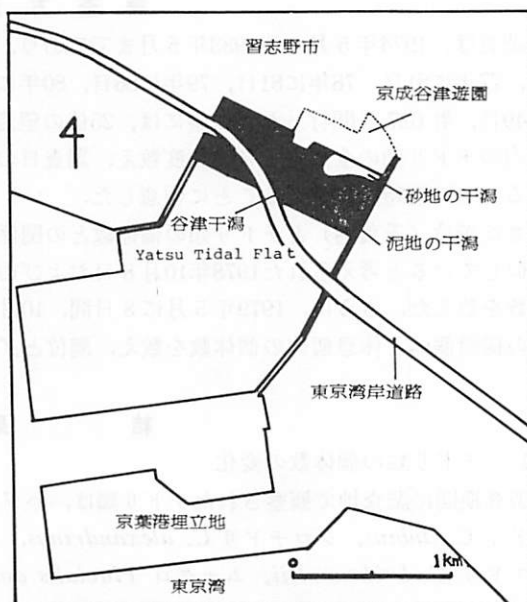 習志野市
京成谷津遊園
4
砂地の干潟
谷津干潟
Yatsu Tidal Flat
泥地の干潟
東京湾岸道路
京葉港埋立地
東京湾
0 1km